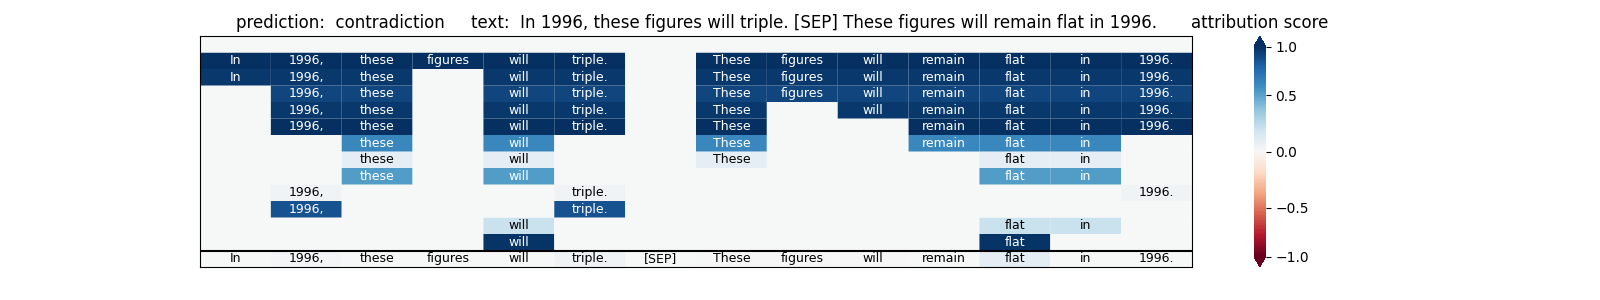 prediction:  contradiction     text:  In 1996, these figures will triple. [SEP] These figures will remain flat in 1996.     attribution score
In 1996, these figures will triple. These figures will remain flat in 1996. 1.0
In 1996, these will triple. These figures will remain flat in 1996.
1996, these will triple. These figures will remain flat in 1996. 0.5
1996, these will triple. These will remain flat in 1996.
1996, these will triple. These remain flat in 1996.
these will These remain flat in
these will These flat in 0.0
these will flat in
1996, triple. 1996.
1996, triple. −0.5
will flat in
will flat
In 1996, these figures will triple. [SEP] These figures will remain flat in 1996. −1.0